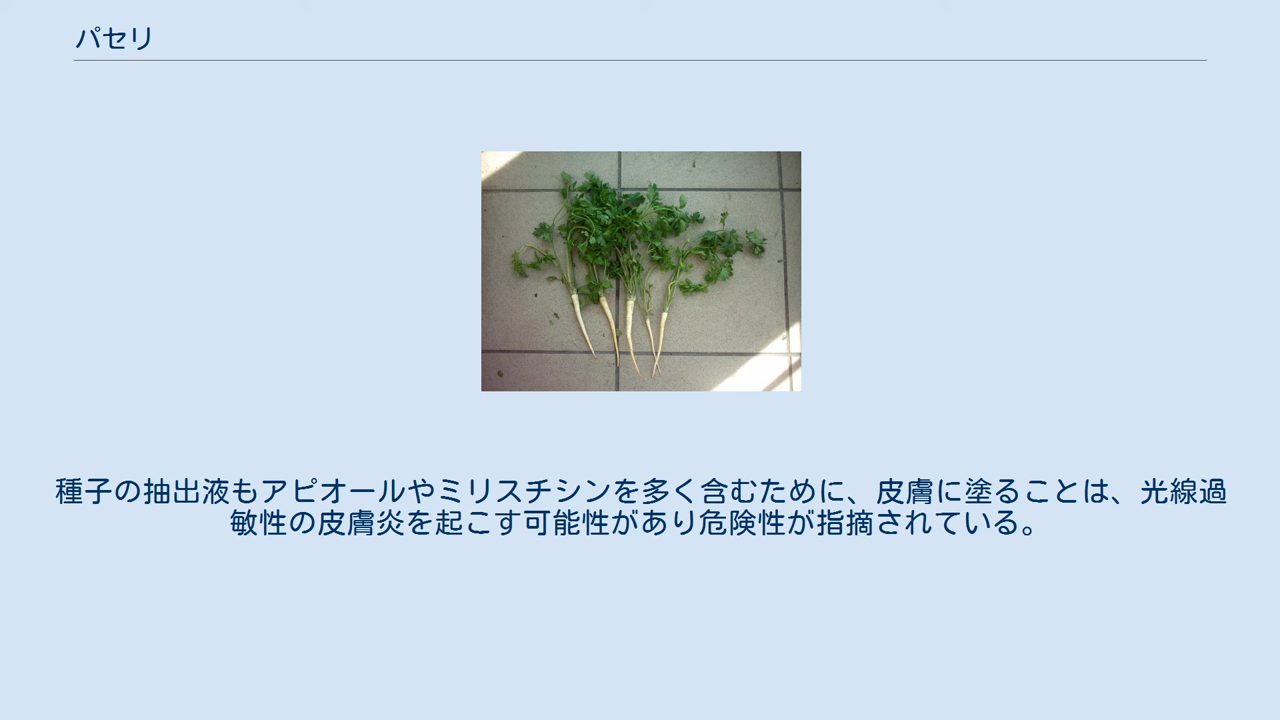 パセリ
種子の抽出液もアピオールやミリスチシンを多く含むために、皮膚に塗ることは、光線過
敏性の皮膚炎を起こす可能性があり危険性が指摘されている。